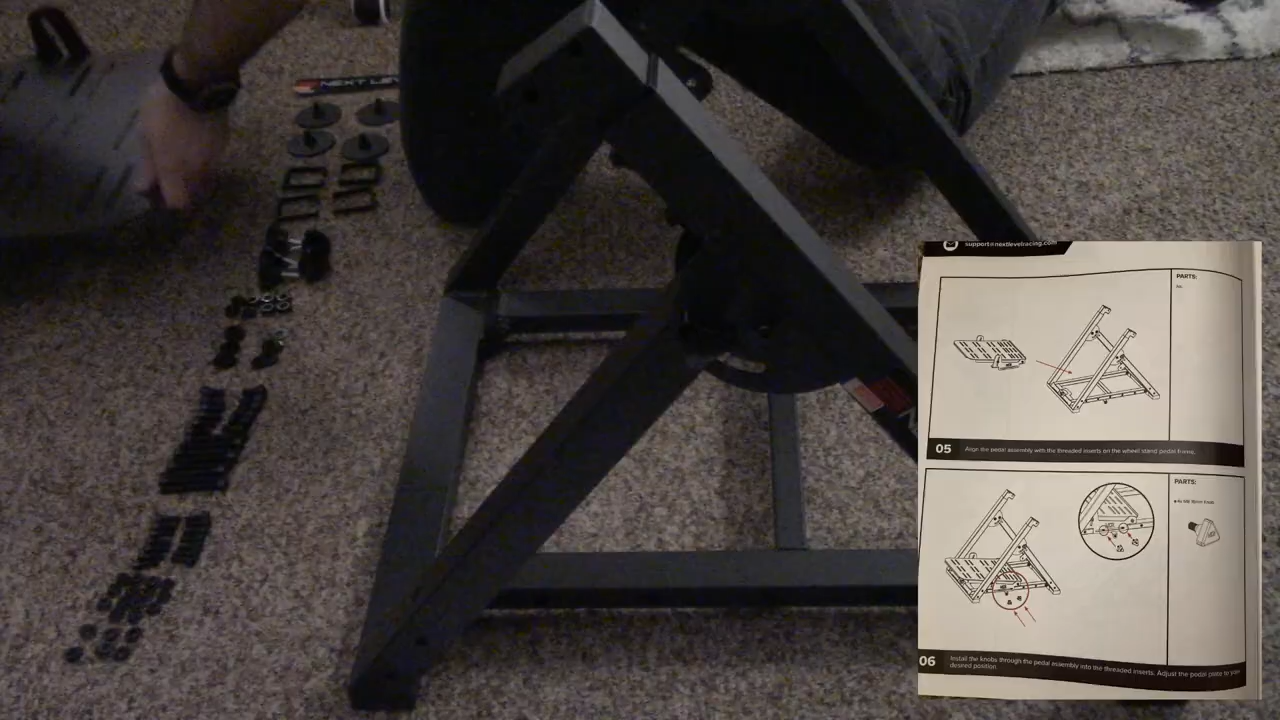 NEXT LEV
support@nextlevelracing.com
PARTS:
05 Align the pedal assembly with the threaded inserts on the wheel stand pedal frame.
PARTS:
06 Install the knobs through the pedal assembly into the threaded inserts. Adjust the pedal plate to your
desired position.